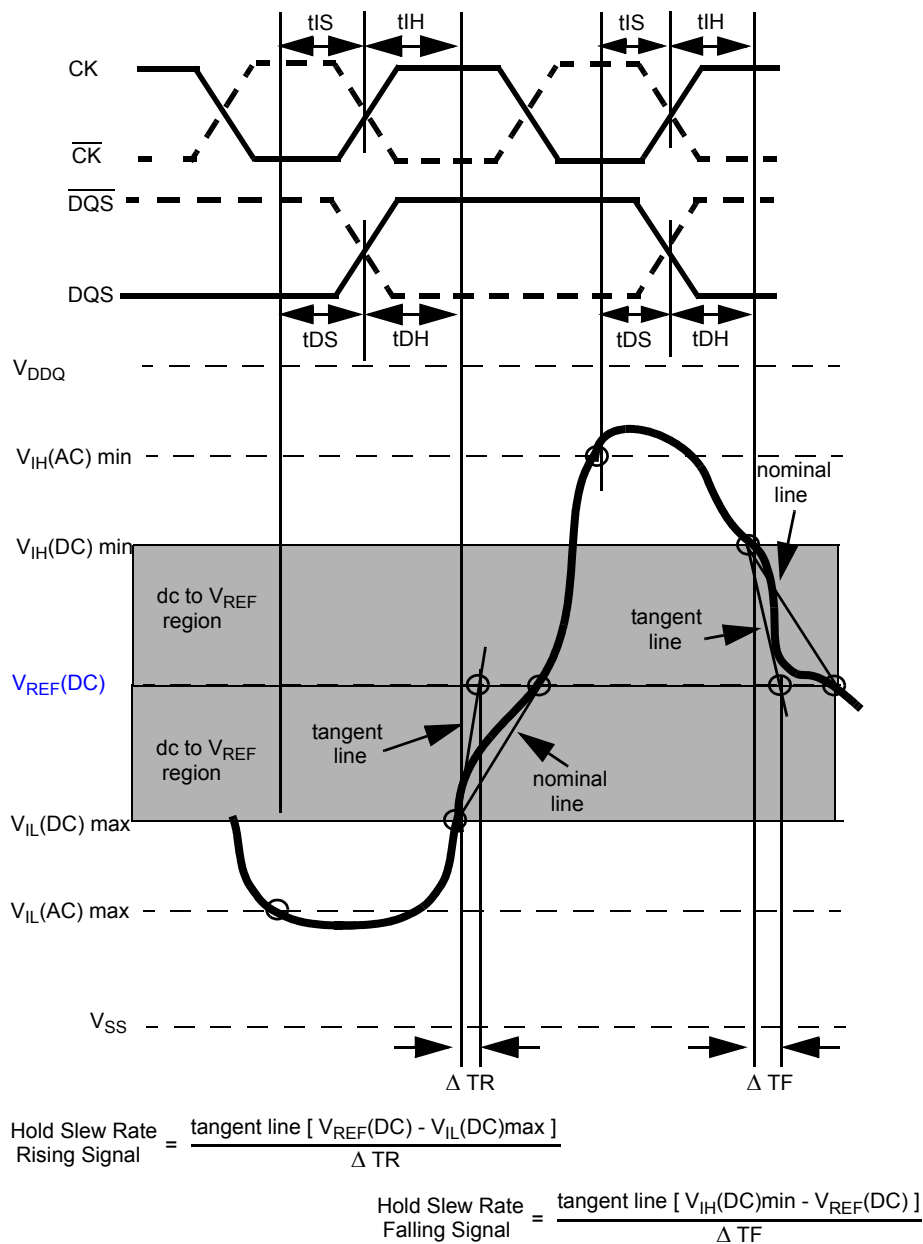 tIS tIH tIS tIH
CK
CK
DQS
DQS
tDS tDH tDS tDH
VDDQ
VIH(AC) min
nominal
line
VIH(DC) min
dc to VREF
region
tangent
line
VREF(DC)
tangent
line
dc to VREF
region
nominal
line
VIL(DC) max
VIL(AC) max
VSS
Δ TR Δ TF
Hold Slew Rate
Rising Signal
=
tangent line [ VREF(DC) - VIL(DC)max ]
Δ TR
Hold Slew Rate
Falling Signal
=
tangent line [ VIH(DC)min - VREF(DC) ]
Δ TF